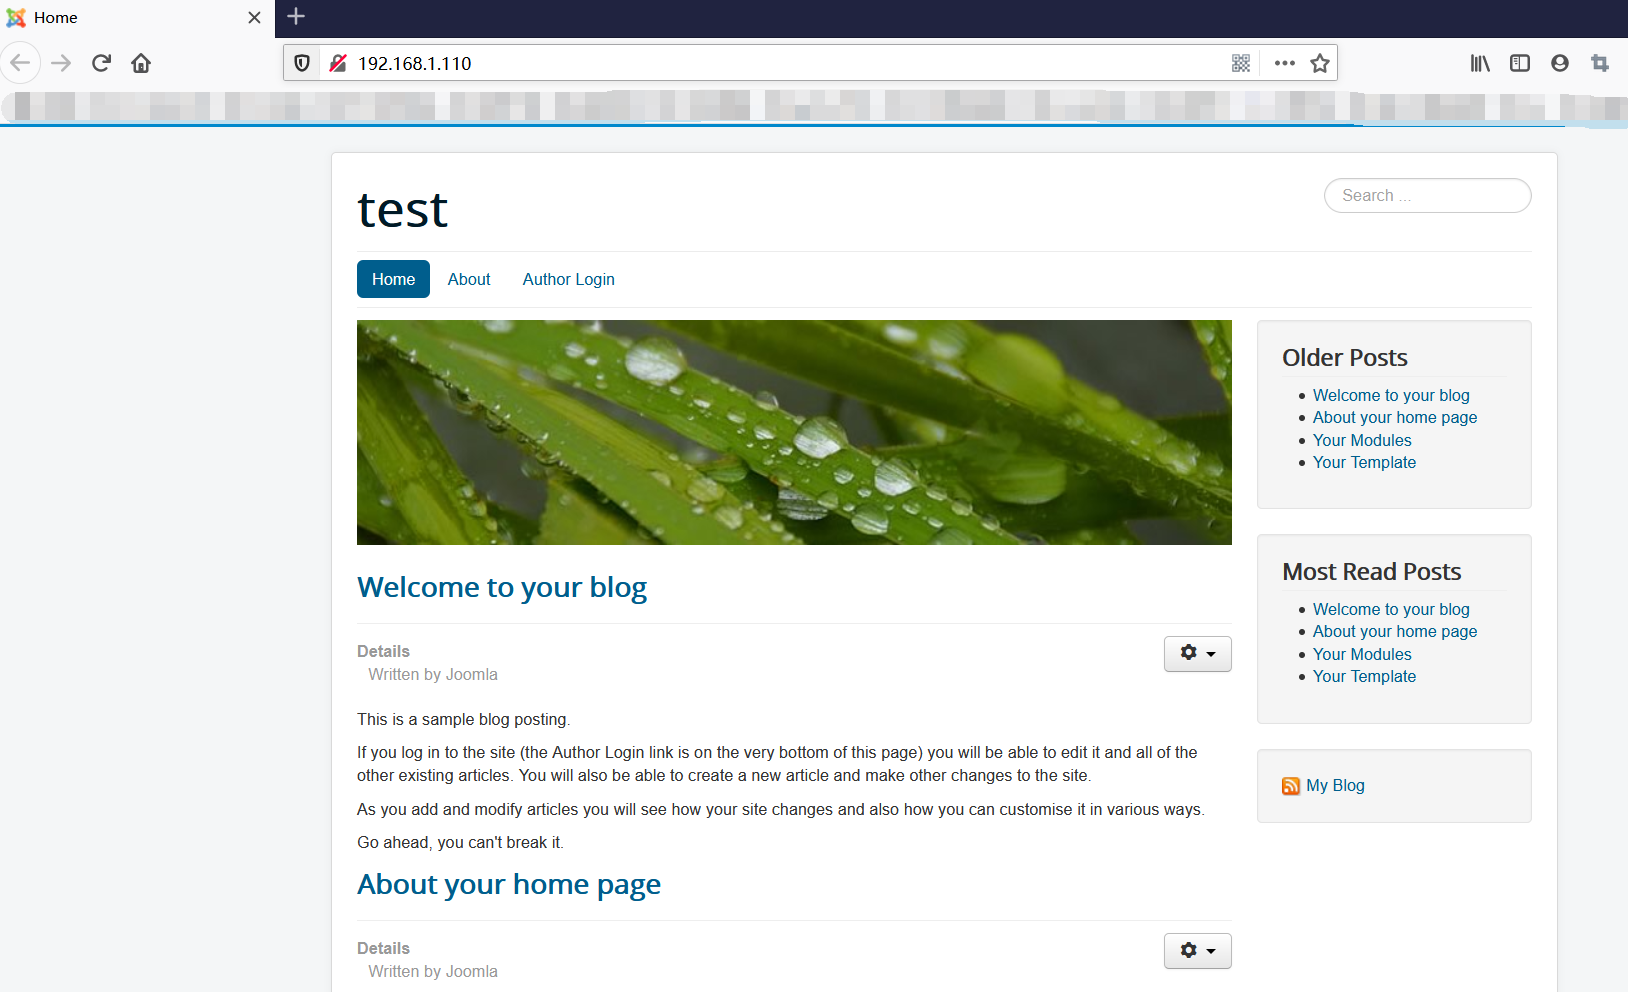 Home
192.168.1.110
test
Search ...
Home
About
Author Login
Older Posts
Welcome to your blog
About your home page
Your Modules
Your Template
Welcome to your blog
Details
Written by Joomla
This is a sample blog posting.
If you log in to the site (the Author Login link is on the very bottom of this page) you will be able to edit it and all of the
other existing articles. You will also be able to create a new article and make other changes to the site.
As you add and modify articles you will see how your site changes and also how you can customise it in various ways.
Go ahead, you can't break it.
About your home page
Details
Written by Joomla
Most Read Posts
Welcome to your blog
About your home page
Your Modules
Your Template
My Blog